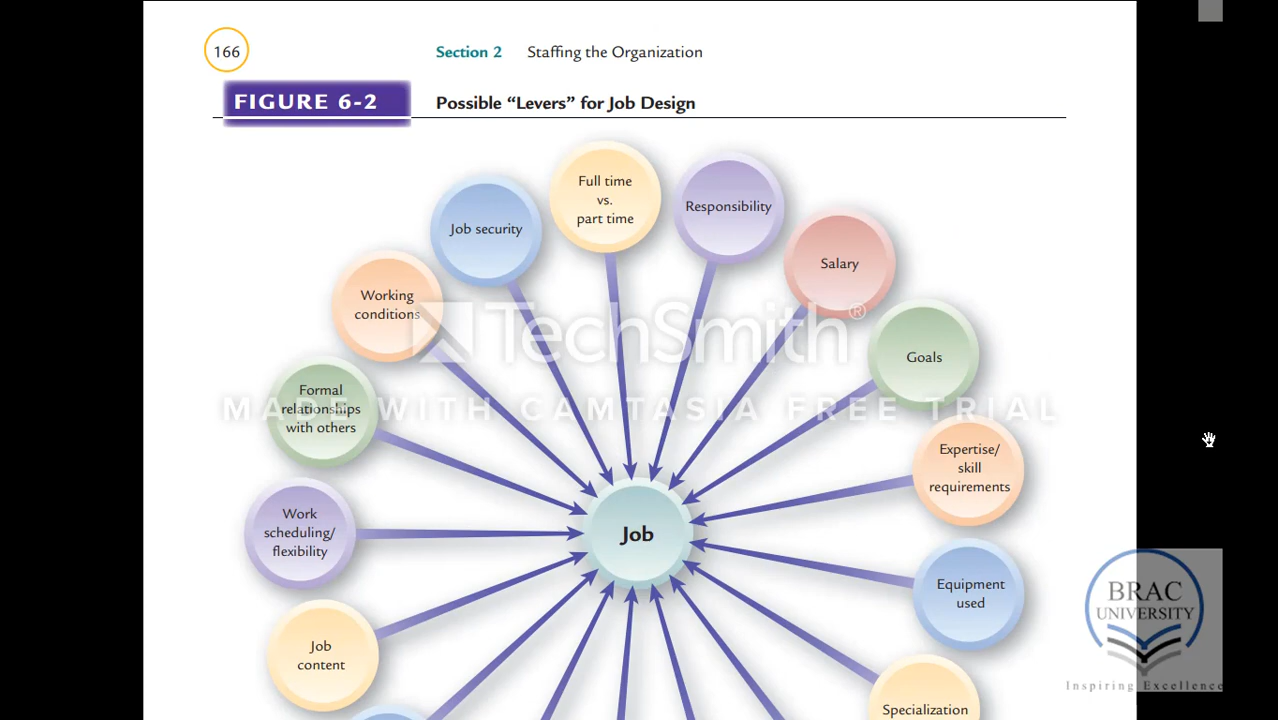 166
Section 2 Staffing the Organization
FIGURE 6-2
Possible “Levers” for Job Design
Full time
vs.
part time
Responsibility
Job security
Salary
Working
conditions
Goals
Formal
relationships
with others
Expertise/
skill
requirements
Work
scheduling/
flexibility
Job
Equipment
used
Job
content
Specialization
TechSmith®
MADE WITH CAMTASIA FREE TRIAL
BRAC
UNIVERSITY
Inspiring Excellence